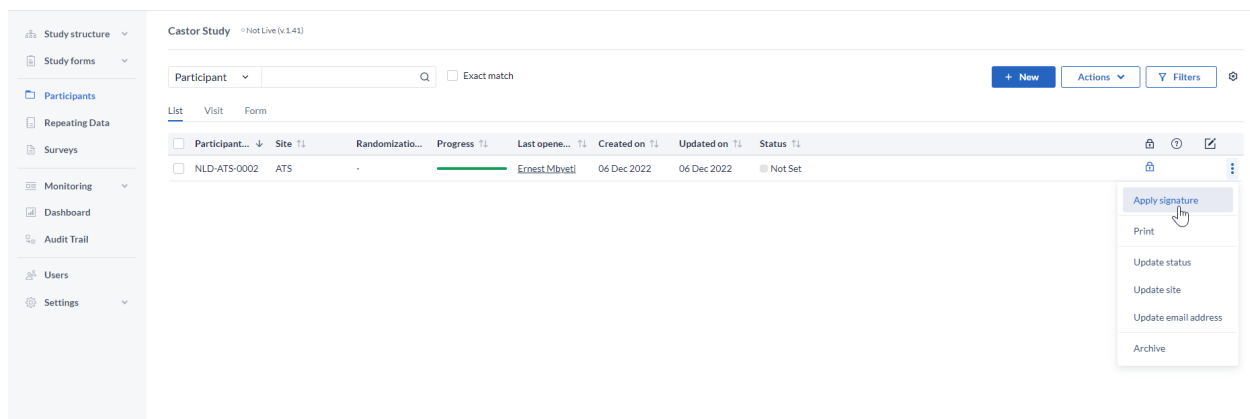 Study structure
Castor Study Not Live (v.1.41)
Study forms
Participant
Exact match
+ New
Actions
Filters
Participants
List Visit Form
Repeating Data
Participant... Site Randomizatio... Progress Last opene... Created on Updated on Status
Surveys
NLD-ATS-0002 ATS - Ernest Mbyeti 06 Dec 2022 06 Dec 2022 Not Set
Monitoring
Dashboard
Audit Trail
Users
Settings
Apply signature
Print
Update status
Update site
Update email address
Archive